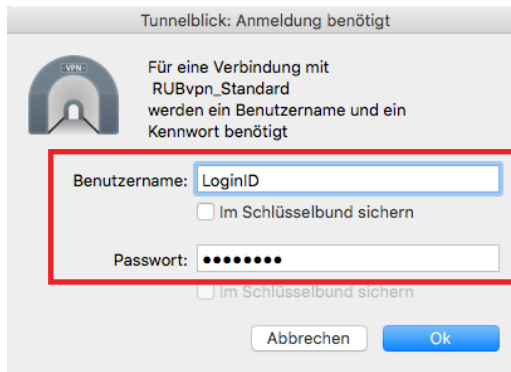 Tunnelblick: Anmeldung benötigt
-VPN-
Für eine Verbindung mit
RUBvpn_Standard
werden ein Benutzername und ein
Kennwort benötigt
Benutzername: LoginID
Im Schlüsselbund sichern
Passwort: ••••••••
Im Schlüsselbund sichern
Abbrechen Ok